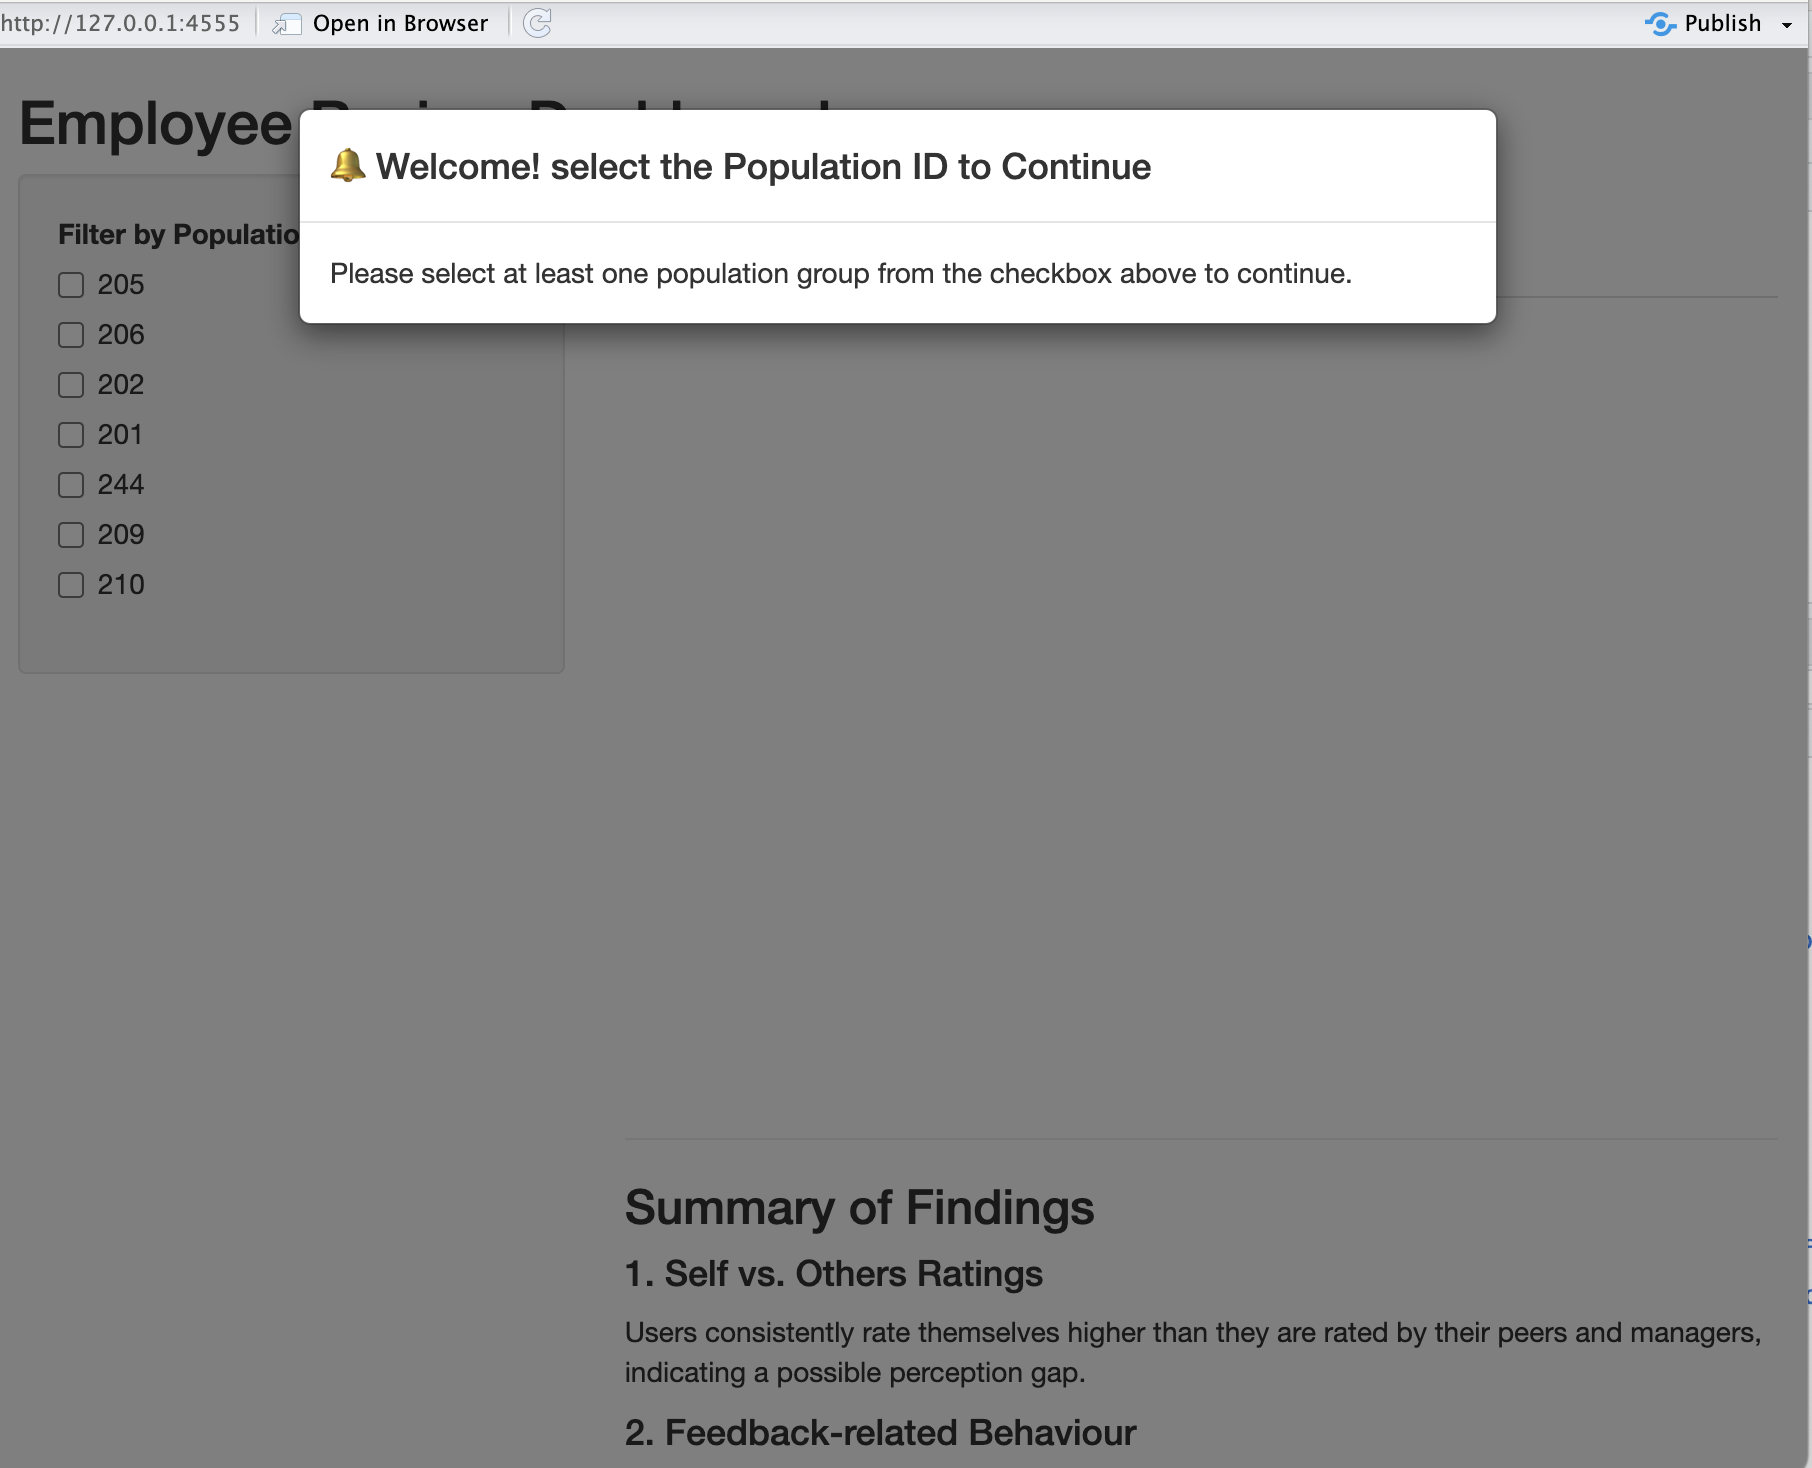 http://127.0.0.1:4555 Open in Browser Publish
Employee
🔔 Welcome! select the Population ID to Continue
Please select at least one population group from the checkbox above to continue.
Filter by Populatio
205
206
202
201
244
209
210
Summary of Findings
1. Self vs. Others Ratings
Users consistently rate themselves higher than they are rated by their peers and managers,
indicating a possible perception gap.
2. Feedback-related Behaviour